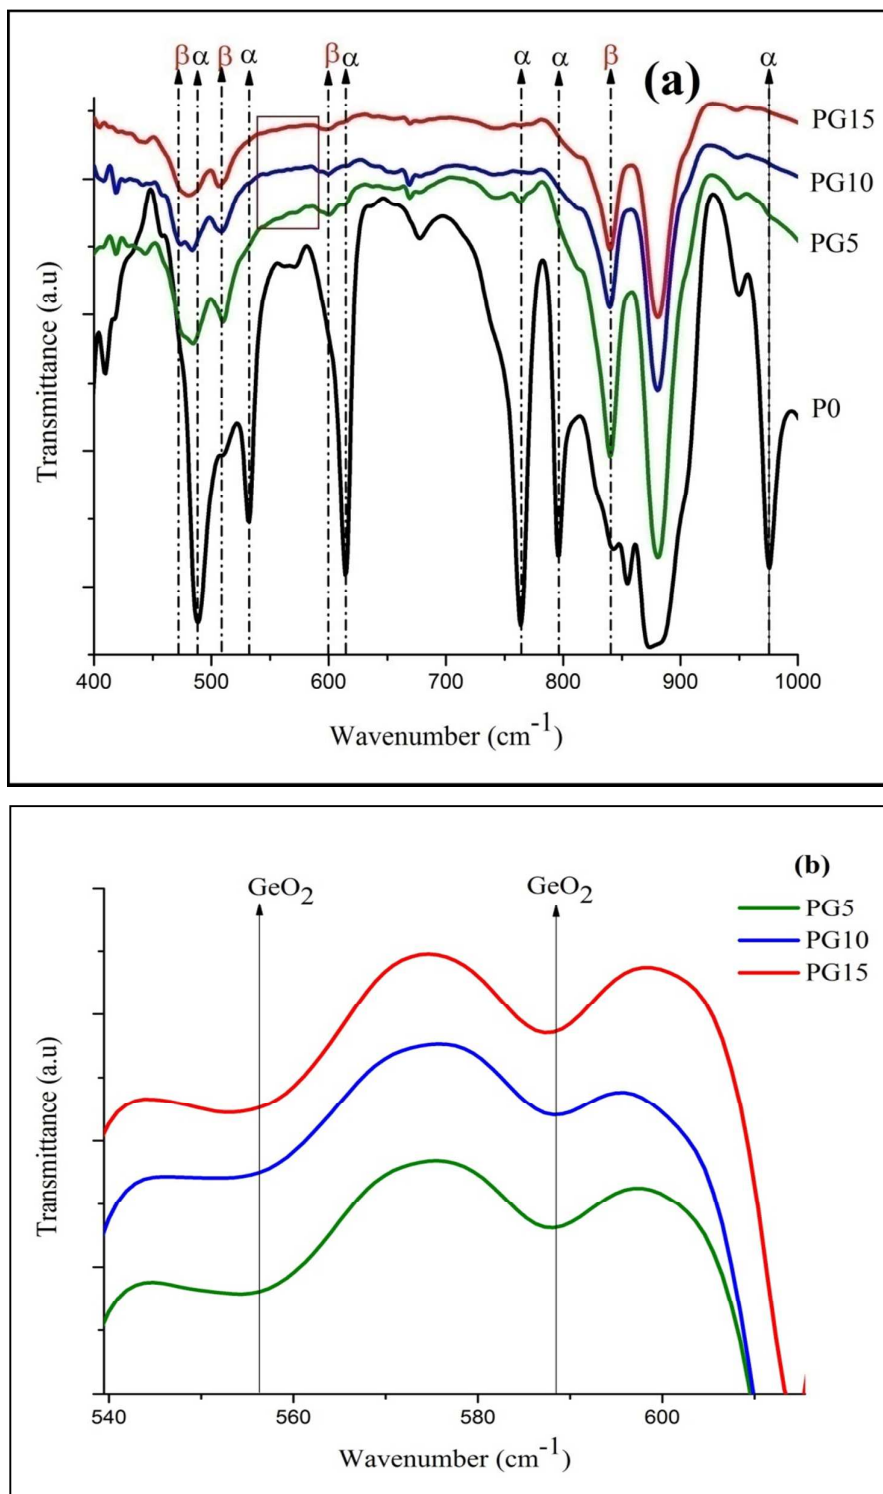 β α β α β α α α β α
(a)
PG15
PG10
PG5
P0
Transmittance (a.u)
400 500 600 700 800 900 1000
Wavenumber (cm-1)
(b)
GeO2 GeO2
PG5
PG10
PG15
Transmittance (a.u)
540 560 580 600
Wavenumber (cm-1)